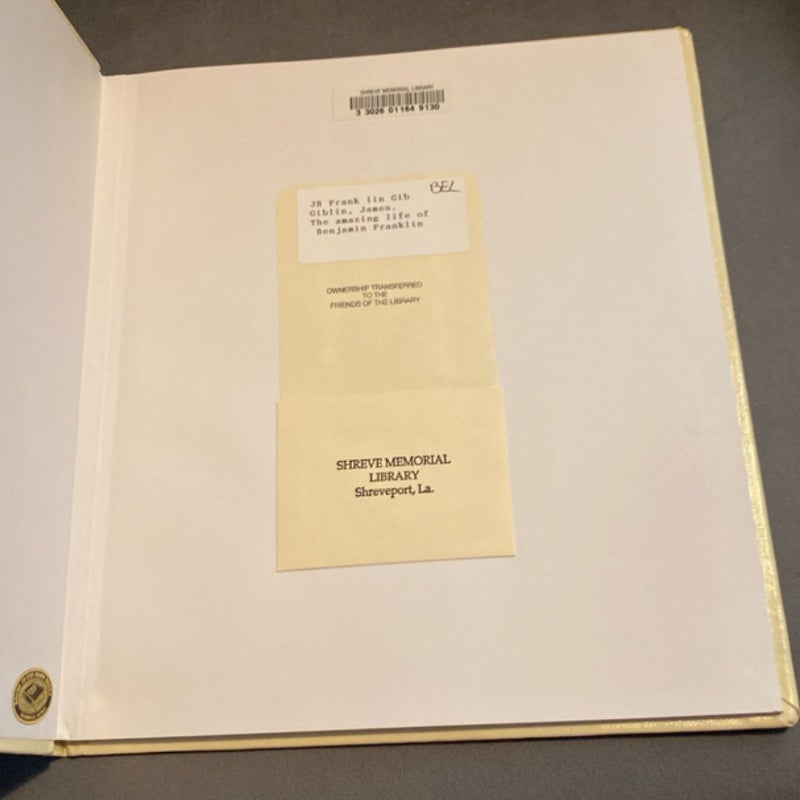 SHREVE MEMORIAL LIBRARY
3 3026 01164 9130
BEL
JB Frank lin Gib
Giblin, James.
The amazing life of
Benjamin Franklin
OWNERSHIP TRANSFERRED
TO THE
FRIENDS OF THE LIBRARY
SHREVE MEMORIAL
LIBRARY
Shreveport, La.